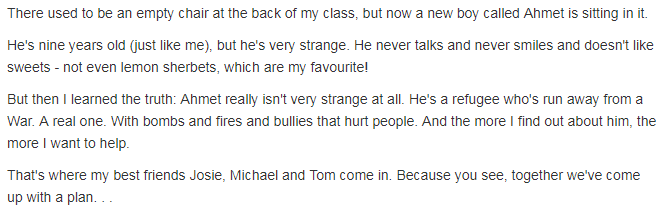 There used to be an empty chair at the back of my class, but now a new boy called Ahmet is sitting in it.
He's nine years old (just like me), but he's very strange. He never talks and never smiles and doesn't like
sweets - not even lemon sherbets, which are my favourite!
But then I learned the truth: Ahmet really isn't very strange at all. He's a refugee who's run away from a
War. A real one. With bombs and fires and bullies that hurt people. And the more I find out about him, the
more I want to help.
That's where my best friends Josie, Michael and Tom come in. Because you see, together we've come
up with a plan. . .